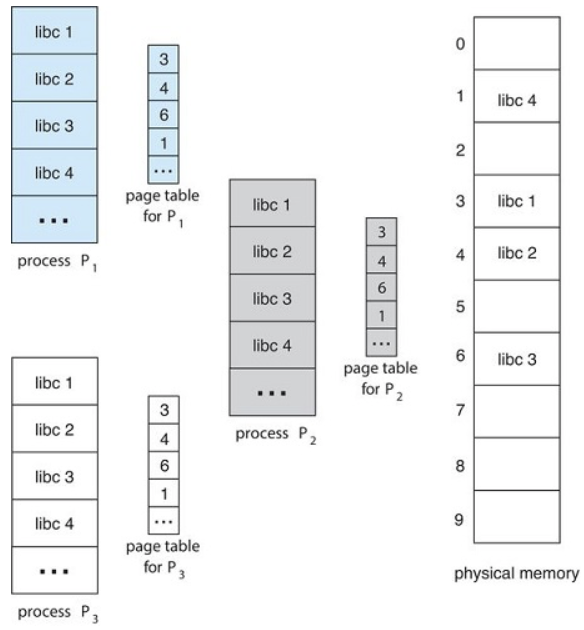 libc 1
libc 2
libc 3
libc 4
...
process P1
3
4
6
1
...
page table
for P1
libc 1
libc 2
libc 3
libc 4
...
process P2
3
4
6
1
...
page table
for P2
libc 1
libc 2
libc 3
libc 4
...
process P3
3
4
6
1
...
page table
for P3
0
1 libc 4
2
3 libc 1
4 libc 2
5
6 libc 3
7
8
9
physical memory